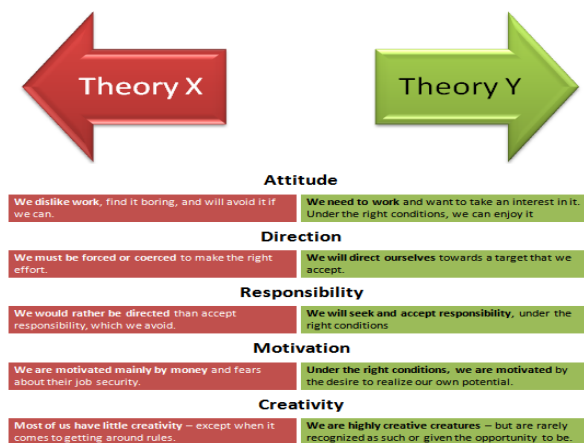 Theory X
Theory Y
Attitude
We dislike work, find it boring, and will avoid it if
we can.
We need to work and want to take an interest in it.
Under the right conditions, we can enjoy it
Direction
We must be forced or coerced to make the right
effort.
We will direct ourselves towards a target that we
accept.
Responsibility
We would rather be directed than accept
responsibility, which we avoid.
We will seek and accept responsibility, under the
right conditions
Motivation
We are motivated mainly by money and fears
about their job security.
Under the right conditions, we are motivated by
the desire to realize our own potential.
Creativity
Most of us have little creativity – except when it
comes to getting around rules.
We are highly creative creatures – but are rarely
recognized as such or given the opportunity to be.